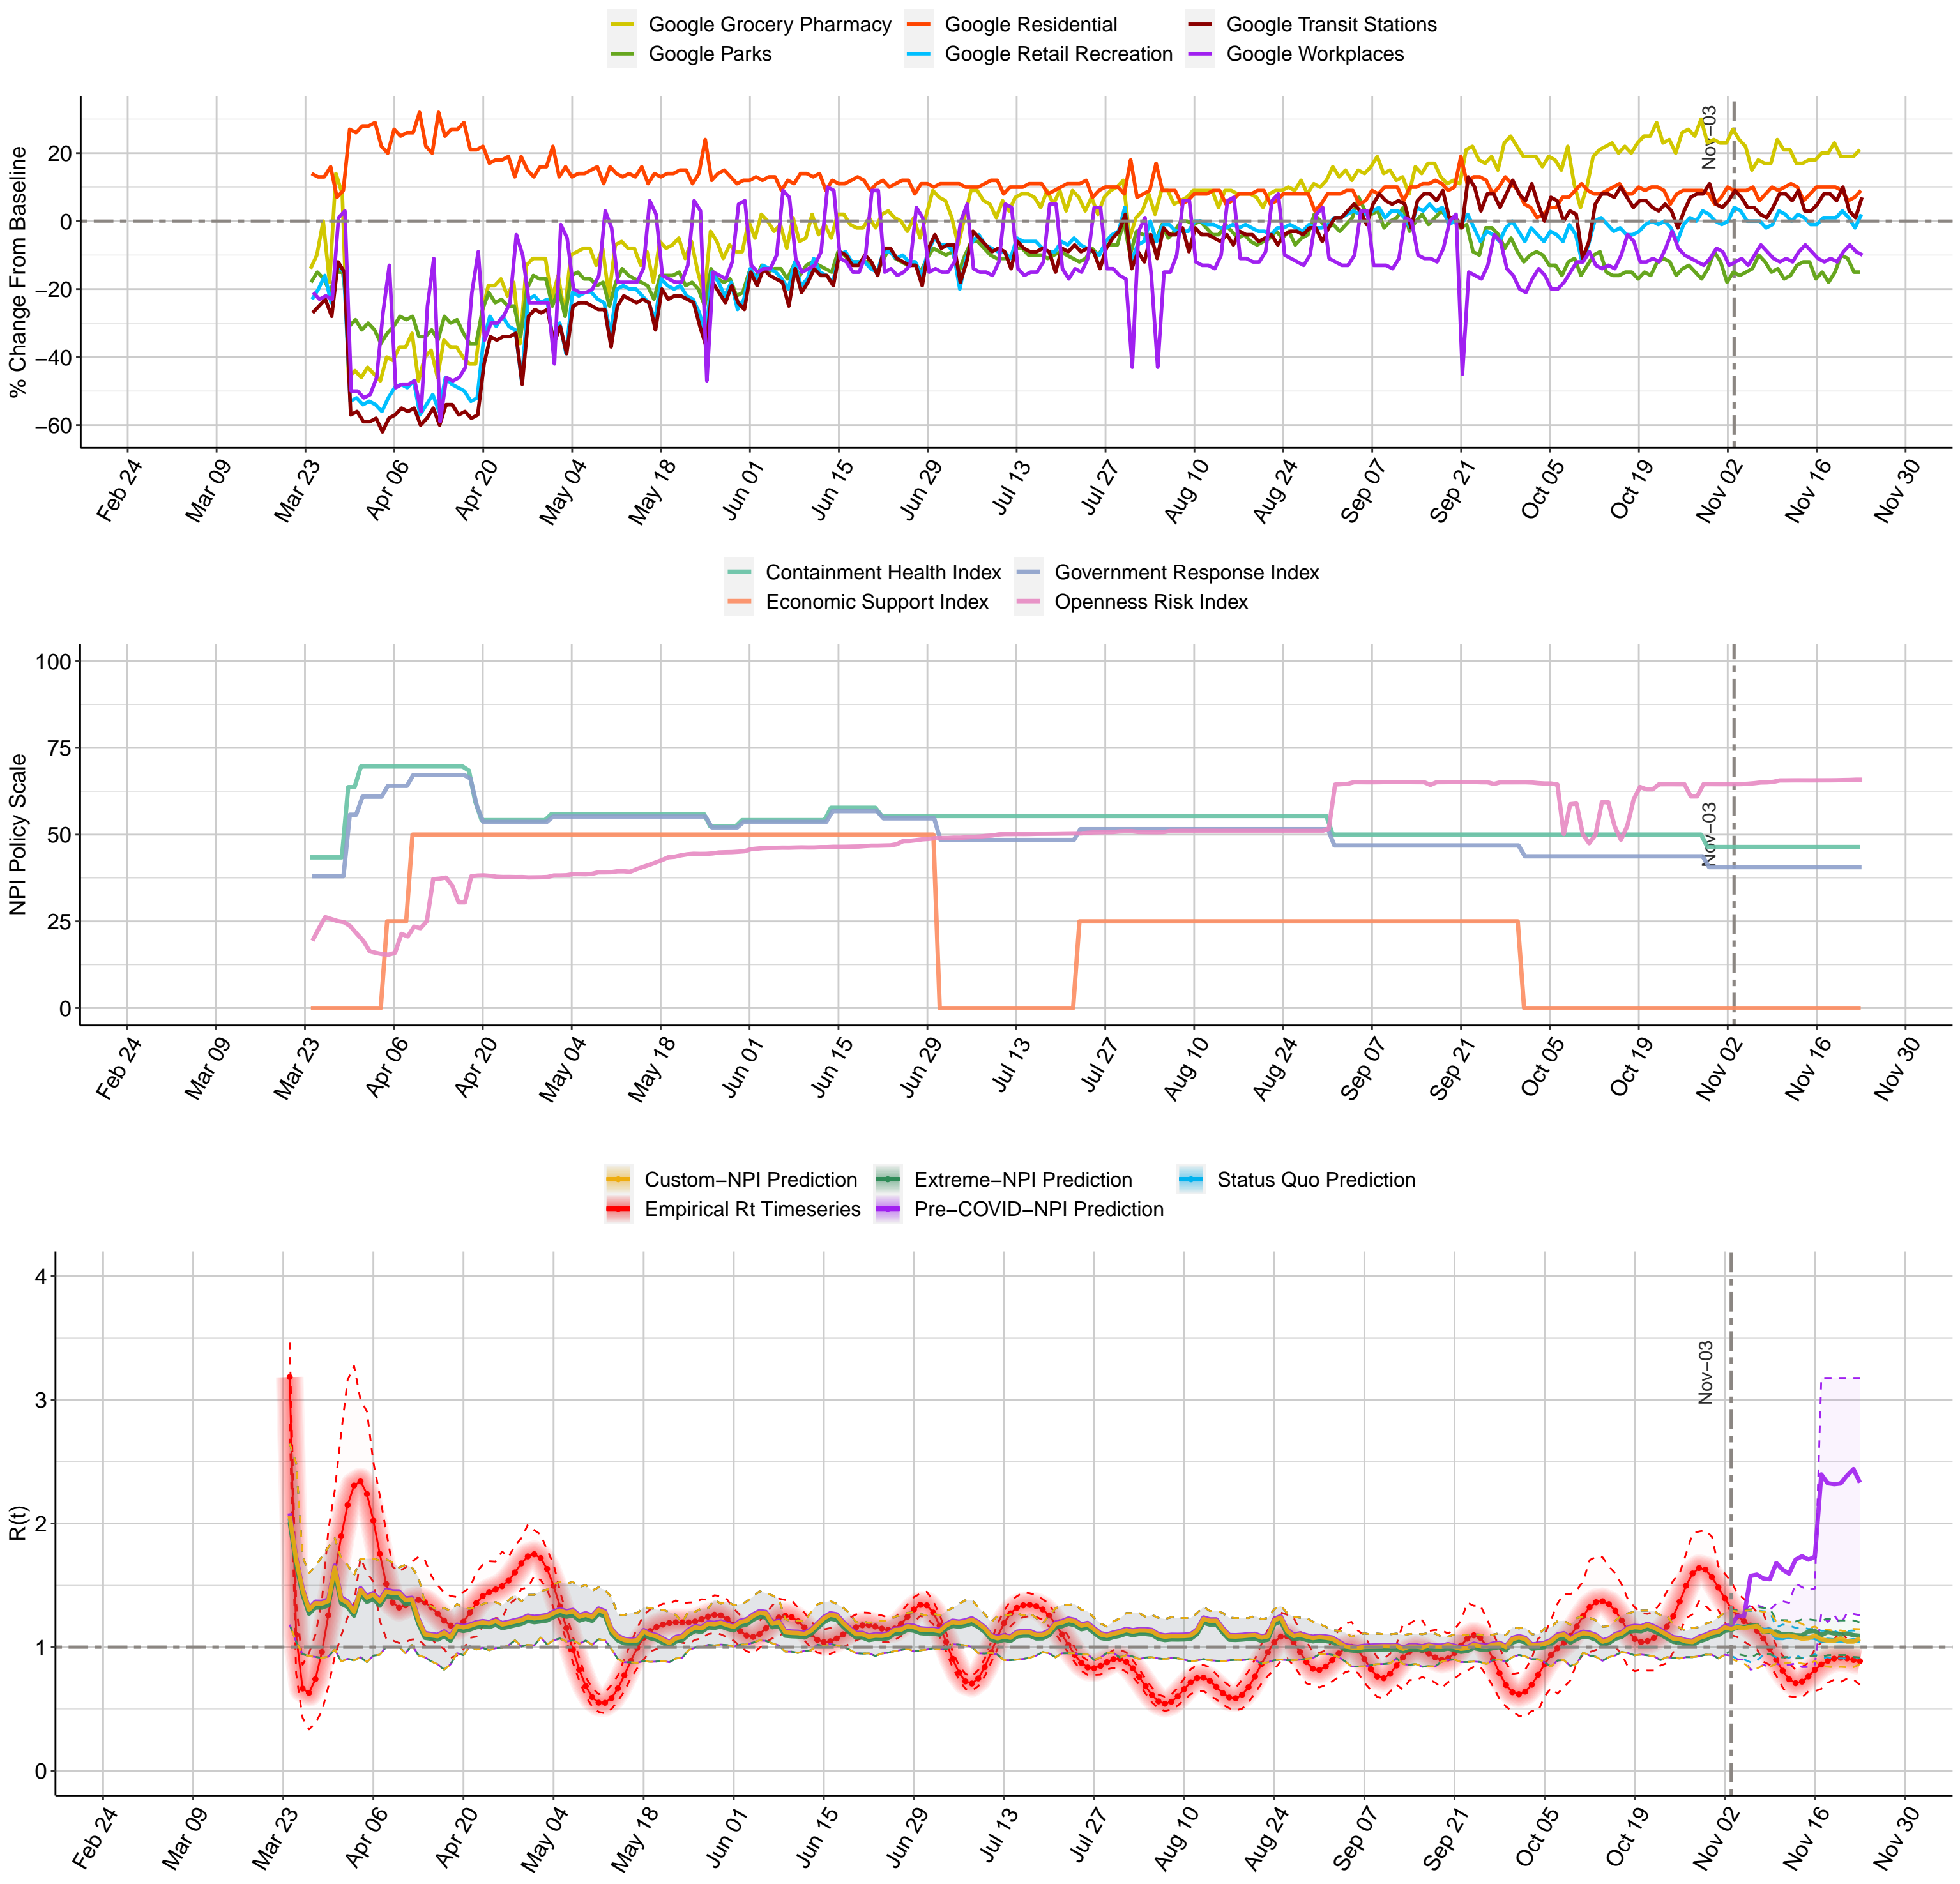 Google Grocery Pharmacy Google Residential Google Transit Stations
Google Parks Google Retail Recreation Google Workplaces
% Change From Baseline
20
0
−20
−40
−60
Nov−03
Feb 24 Mar 09 Mar 23 Apr 06 Apr 20 May 04 May 18 Jun 01 Jun 15 Jun 29 Jul 13 Jul 27 Aug 10 Aug 24 Sep 07 Sep 21 Oct 05 Oct 19 Nov 02 Nov 16 Nov 30
Containment Health Index Government Response Index
Economic Support Index Openness Risk Index
NPI Policy Scale
100
75
50
25
0
Nov−03
Feb 24 Mar 09 Mar 23 Apr 06 Apr 20 May 04 May 18 Jun 01 Jun 15 Jun 29 Jul 13 Jul 27 Aug 10 Aug 24 Sep 07 Sep 21 Oct 05 Oct 19 Nov 02 Nov 16 Nov 30
Custom−NPI Prediction Extreme−NPI Prediction Status Quo Prediction
Empirical Rt Timeseries Pre−COVID−NPI Prediction
R(t)
4
3
2
1
0
Nov−03
Feb 24 Mar 09 Mar 23 Apr 06 Apr 20 May 04 May 18 Jun 01 Jun 15 Jun 29 Jul 13 Jul 27 Aug 10 Aug 24 Sep 07 Sep 21 Oct 05 Oct 19 Nov 02 Nov 16 Nov 30